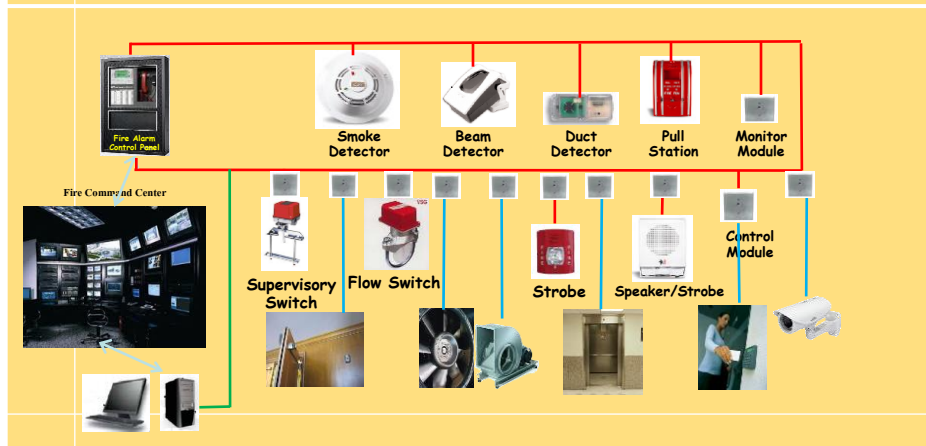 Fire Alarm
Control Panel
Smoke
Detector
Beam
Detector
Duct
Detector
Pull
Station
Monitor
Module
Fire Command Center
VSG
Supervisory
Switch
Flow Switch
Strobe
Speaker/Strobe
Control
Module